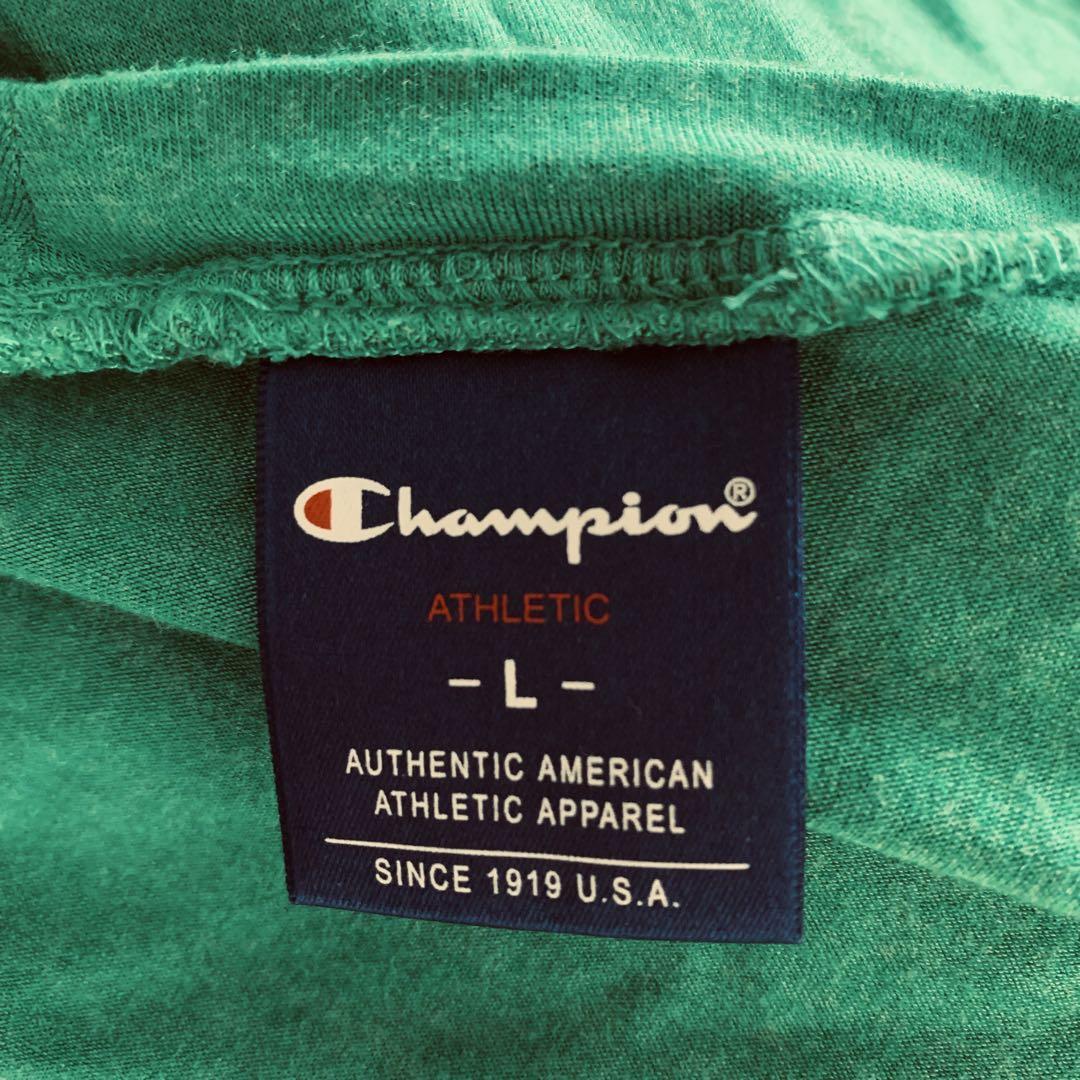 Champion®
ATHLETIC
- L -
AUTHENTIC AMERICAN
ATHLETIC APPAREL
SINCE 1919 U.S.A.